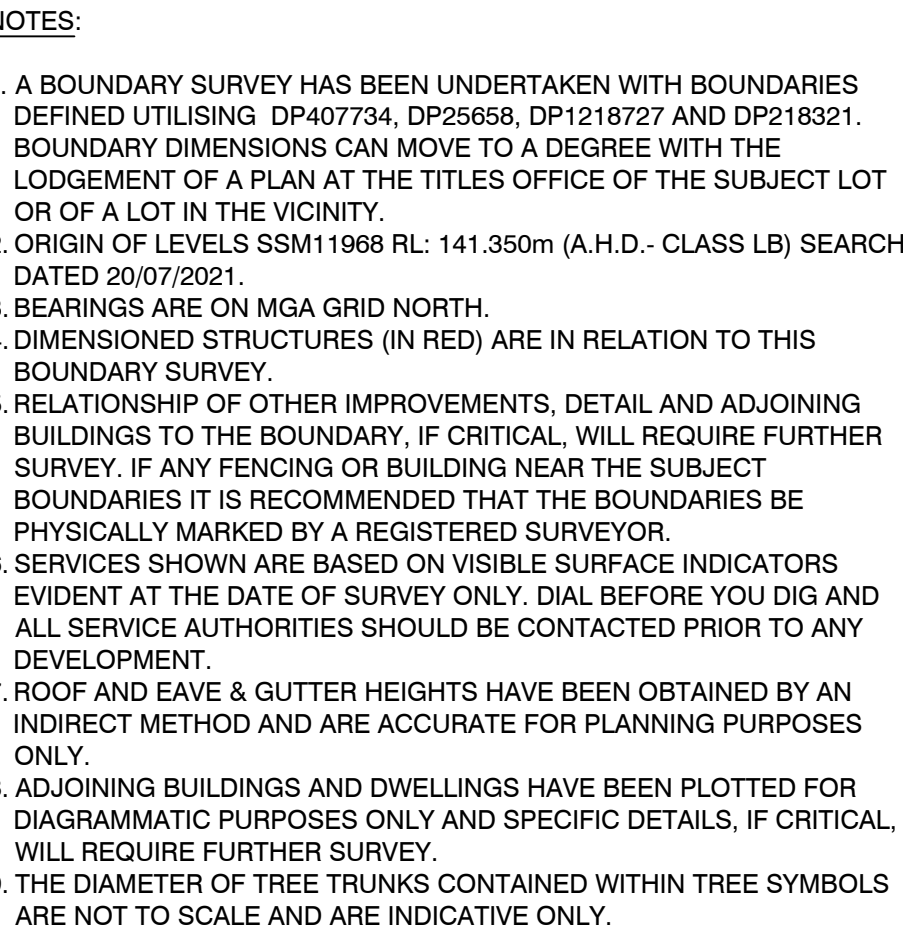 NOTES:
1. A BOUNDARY SURVEY HAS BEEN UNDERTAKEN WITH BOUNDARIES
DEFINED UTILISING DP407734, DP25658, DP1218727 AND DP218321.
BOUNDARY DIMENSIONS CAN MOVE TO A DEGREE WITH THE
LODGEMENT OF A PLAN AT THE TITLES OFFICE OF THE SUBJECT LOT
OR OF A LOT IN THE VICINITY.
2. ORIGIN OF LEVELS SSM11968 RL: 141.350m (A.H.D.- CLASS LB) SEARCH
DATED 20/07/2021.
3. BEARINGS ARE ON MGA GRID NORTH.
4. DIMENSIONED STRUCTURES (IN RED) ARE IN RELATION TO THIS
BOUNDARY SURVEY.
5. RELATIONSHIP OF OTHER IMPROVEMENTS, DETAIL AND ADJOINING
BUILDINGS TO THE BOUNDARY, IF CRITICAL, WILL REQUIRE FURTHER
SURVEY. IF ANY FENCING OR BUILDING NEAR THE SUBJECT
BOUNDARIES IT IS RECOMMENDED THAT THE BOUNDARIES BE
PHYSICALLY MARKED BY A REGISTERED SURVEYOR.
6. SERVICES SHOWN ARE BASED ON VISIBLE SURFACE INDICATORS
EVIDENT AT THE DATE OF SURVEY ONLY. DIAL BEFORE YOU DIG AND
ALL SERVICE AUTHORITIES SHOULD BE CONTACTED PRIOR TO ANY
DEVELOPMENT.
7. ROOF AND EAVE & GUTTER HEIGHTS HAVE BEEN OBTAINED BY AN
INDIRECT METHOD AND ARE ACCURATE FOR PLANNING PURPOSES
ONLY.
8. ADJOINING BUILDINGS AND DWELLINGS HAVE BEEN PLOTTED FOR
DIAGRAMMATIC PURPOSES ONLY AND SPECIFIC DETAILS, IF CRITICAL,
WILL REQUIRE FURTHER SURVEY.
9. THE DIAMETER OF TREE TRUNKS CONTAINED WITHIN TREE SYMBOLS
ARE NOT TO SCALE AND ARE INDICATIVE ONLY.